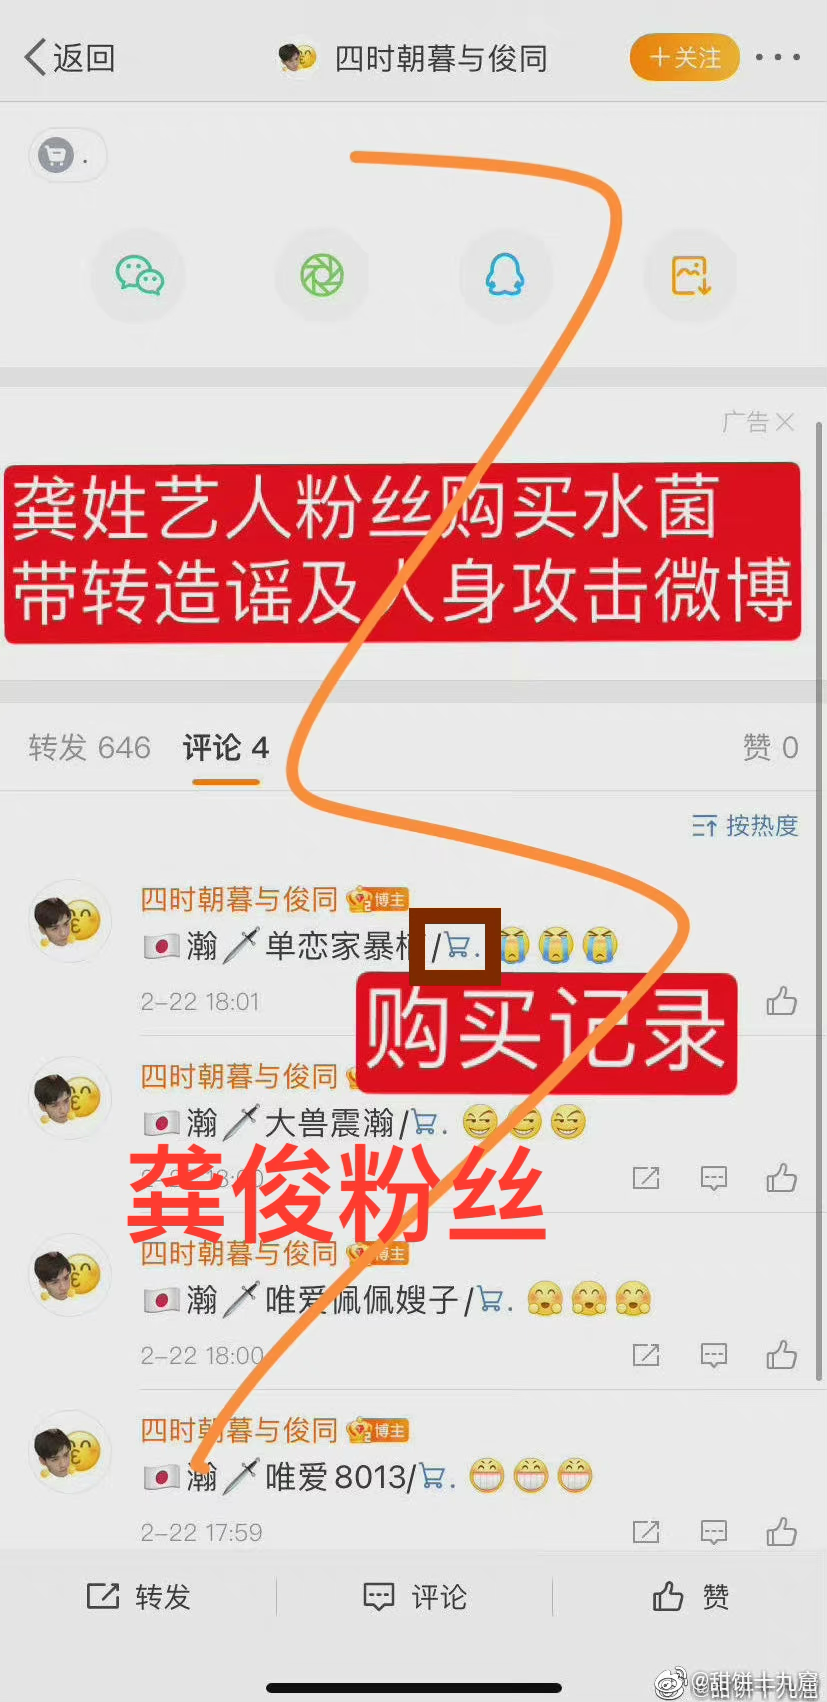 返回
四时朝暮与俊同
+关注
广告
龚姓艺人粉丝购买水菌
带转造谣及人身攻击微博
转发 646
评论 4
赞 0
按热度
四时朝暮与俊同 博主
瀚 单恋家暴 /
2-22 18:01
购买记录
四时朝暮与俊同
瀚 大兽震瀚/
龚俊粉丝
四时朝暮与俊同 博主
瀚 唯爱佩佩嫂子/
2-22 18:00
四时朝暮与俊同 博主
瀚 唯爱8013/
2-22 17:59
转发
评论
赞
@甜饼十九窟